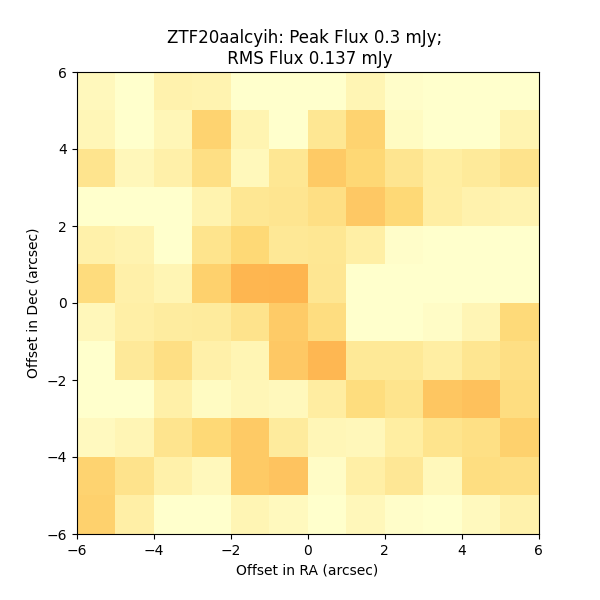 ZTF20aalcyih: Peak Flux 0.3 mJy;
RMS Flux 0.137 mJy
6
4
2
0
−2
−4
−6
Offset in Dec (arcsec)
−6 −4 −2 0 2 4 6
Offset in RA (arcsec)